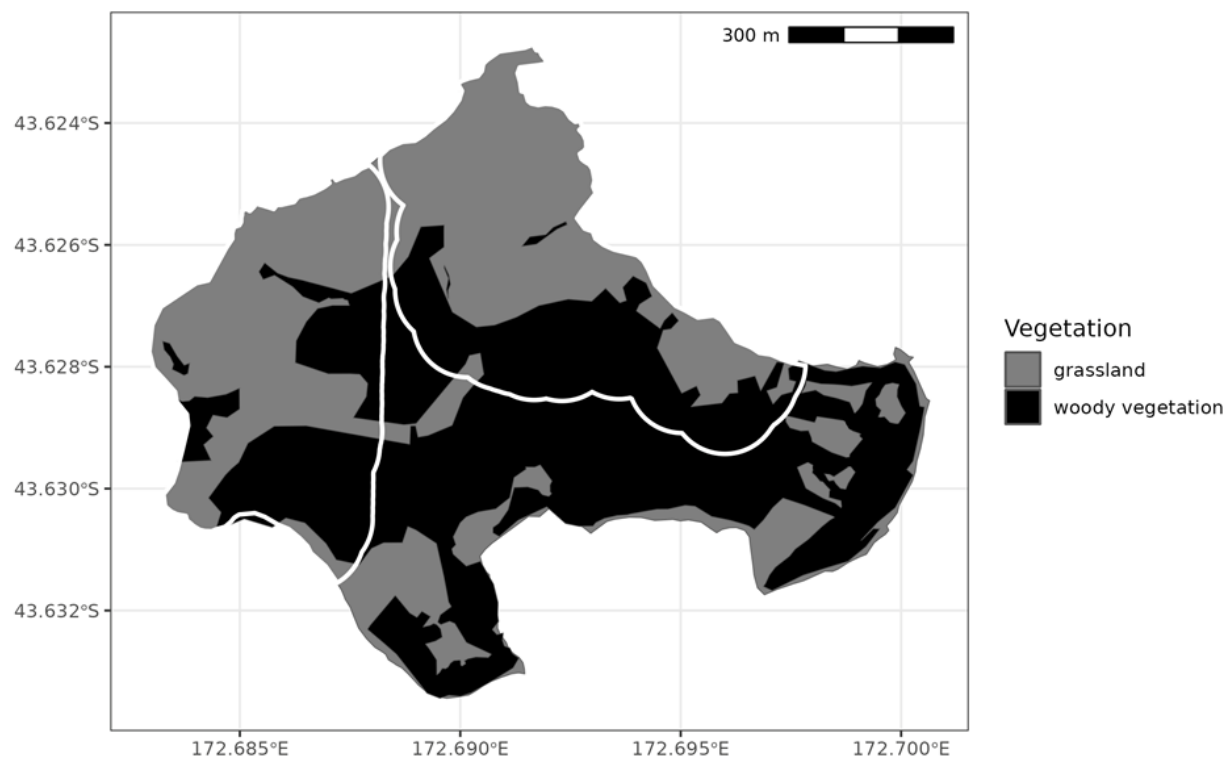 300 m
43.624°S
43.626°S
43.628°S
43.630°S
43.632°S
172.685°E
172.690°E
172.695°E
172.700°E
Vegetation
grassland
woody vegetation